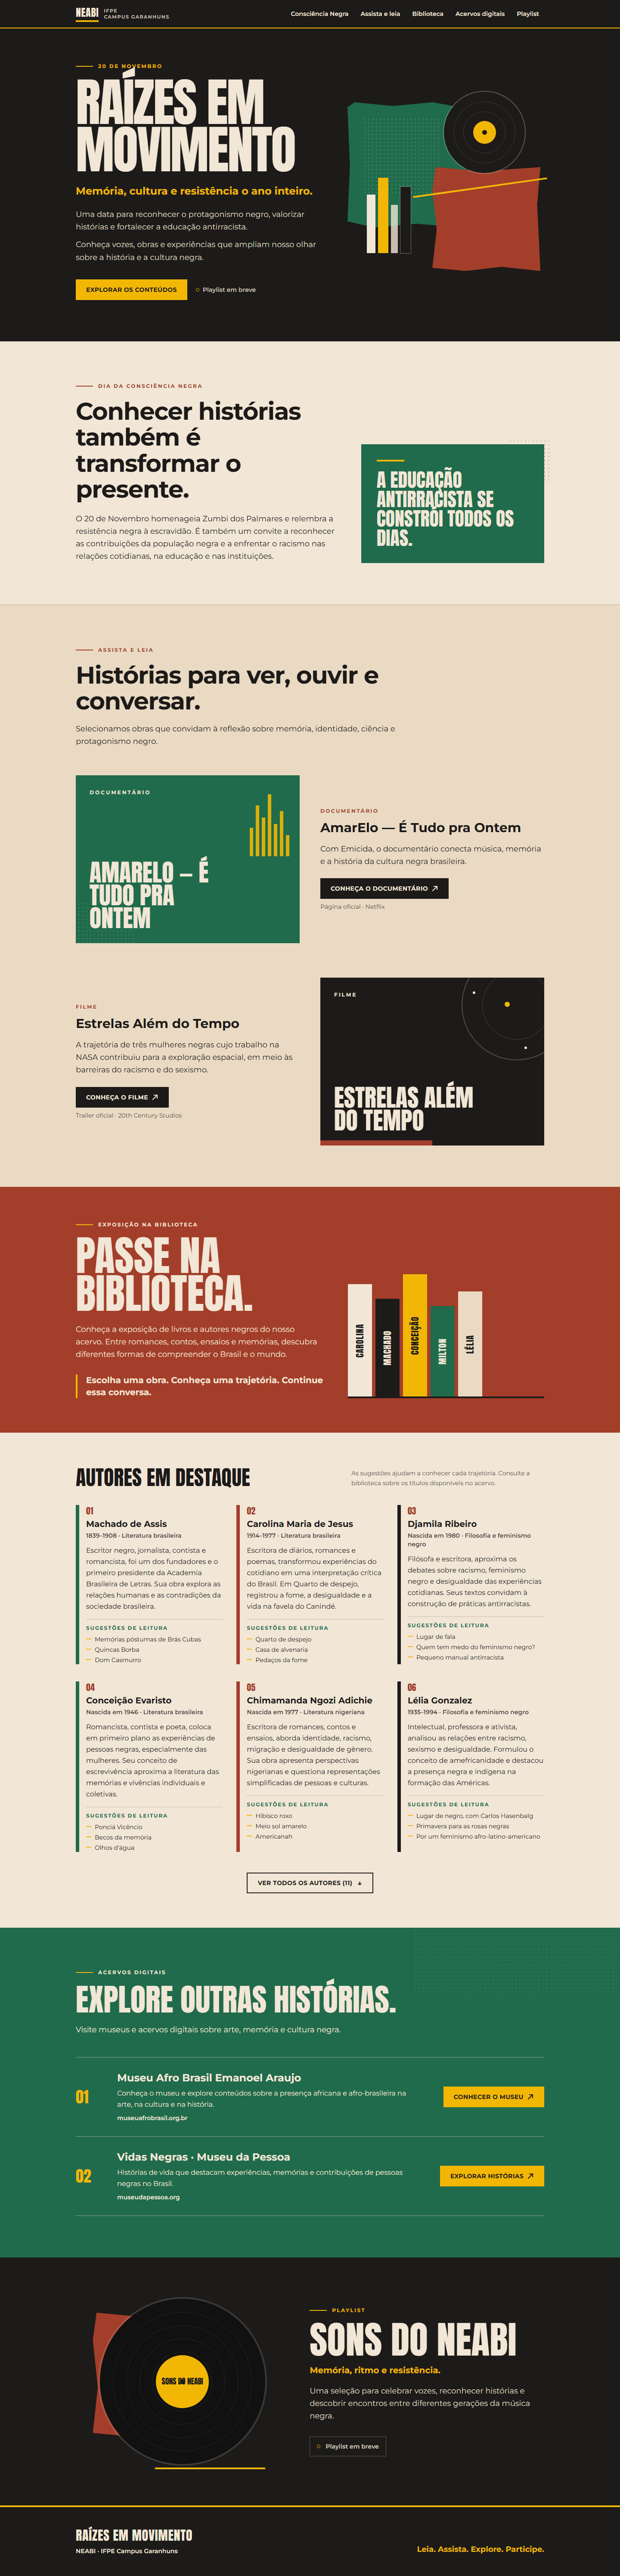 NEABI
IFPE
CAMPUS GARANHUNS
Consciência Negra
Assista e leia
Biblioteca
Acervos digitais
Playlist
20 DE NOVEMBRO
RAÍZES EM
MOVIMENTO
Memória, cultura e resistência o ano inteiro.
Uma data para reconhecer o protagonismo negro, valorizar
histórias e fortalecer a educação antirracista.
Conheça vozes, obras e experiências que ampliam nosso olhar
sobre a história e a cultura negra.
EXPLORAR OS CONTEÚDOS
Playlist em breve
DIA DA CONSCIÊNCIA NEGRA
Conhecer histórias
também é
transformar o
presente.
O 20 de Novembro homenageia Zumbi dos Palmares e relembra a
resistência negra à escravidão. É também um convite a reconhecer
as contribuições da população negra e a enfrentar o racismo nas
relações cotidianas, na educação e nas instituições.
A EDUCAÇÃO
ANTIRRACISTA SE
CONSTRÓI TODOS OS
DIAS.
ASSISTA E LEIA
Histórias para ver, ouvir e
conversar.
Selecionamos obras que convidam à reflexão sobre memória, identidade, ciência e
protagonismo negro.
DOCUMENTÁRIO
AMARELO — É
TUDO PRA
ONTEM
DOCUMENTÁRIO
AmarElo — É Tudo pra Ontem
Com Emicida, o documentário conecta música, memória
e a história da cultura negra brasileira.
CONHEÇA O DOCUMENTÁRIO ↗
Página oficial · Netflix
FILME
Estrelas Além do Tempo
A trajetória de três mulheres negras cujo trabalho na
NASA contribuiu para a exploração espacial, em meio às
barreiras do racismo e do sexismo.
CONHEÇA O FILME ↗
Trailer oficial · 20th Century Studios
FILME
ESTRELAS ALÉM
DO TEMPO
EXPOSIÇÃO NA BIBLIOTECA
PASSE NA
BIBLIOTECA.
Conheça a exposição de livros e autores negros do nosso
acervo. Entre romances, contos, ensaios e memórias, descubra
diferentes formas de compreender o Brasil e o mundo.
Escolha uma obra. Conheça uma trajetória. Continue
essa conversa.
CAROLINA
MACHADO
CONCEIÇÃO
MILTON
LÉLIA
AUTORES EM DESTAQUE
As sugestões ajudam a conhecer cada trajetória. Consulte a
biblioteca sobre os títulos disponíveis no acervo.
01
Machado de Assis
1839–1908 · Literatura brasileira
Escritor negro, jornalista, contista e
romancista, foi um dos fundadores e o
primeiro presidente da Academia
Brasileira de Letras. Sua obra explora as
relações humanas e as contradições da
sociedade brasileira.
SUGESTÕES DE LEITURA
— Memórias póstumas de Brás Cubas
— Quincas Borba
— Dom Casmurro
02
Carolina Maria de Jesus
1914–1977 · Literatura brasileira
Escritora de diários, romances e
poemas, transformou experiências do
cotidiano em uma interpretação crítica
do Brasil. Em Quarto de despejo,
registrou a fome, a desigualdade e a
vida na favela do Canindé.
SUGESTÕES DE LEITURA
— Quarto de despejo
— Casa de alvenaria
— Pedaços da fome
03
Djamila Ribeiro
Nascida em 1980 · Filosofia e feminismo
negro
Filósofa e escritora, aproxima os
debates sobre racismo, feminismo
negro e desigualdade das experiências
cotidianas. Seus textos convidam à
construção de práticas antirracistas.
SUGESTÕES DE LEITURA
— Lugar de fala
— Quem tem medo do feminismo negro?
— Pequeno manual antirracista
04
Conceição Evaristo
Nascida em 1946 · Literatura brasileira
Romancista, contista e poeta, coloca
em primeiro plano as experiências de
pessoas negras, especialmente das
mulheres. Seu conceito de
escrevivência aproxima a literatura das
memórias e vivências individuais e
coletivas.
SUGESTÕES DE LEITURA
— Ponciá Vicêncio
— Becos da memória
— Olhos d'água
05
Chimamanda Ngozi Adichie
Nascida em 1977 · Literatura nigeriana
Escritora de romances, contos e
ensaios, aborda identidade, racismo,
migração e desigualdade de gênero.
Sua obra apresenta perspectivas
nigerianas e questiona representações
simplificadas de pessoas e culturas.
SUGESTÕES DE LEITURA
— Hibisco roxo
— Meio sol amarelo
— Americanah
06
Lélia Gonzalez
1935–1994 · Filosofia e feminismo negro
Intelectual, professora e ativista,
analisou as relações entre racismo,
sexismo e desigualdade. Formulou o
conceito de amefricanidade e destacou
a presença negra e indígena na
formação das Américas.
SUGESTÕES DE LEITURA
— Lugar de negro, com Carlos Hasenbalg
— Primavera para as rosas negras
— Por um feminismo afro-latino-americano
VER TODOS OS AUTORES (11) ↓
ACERVOS DIGITAIS
EXPLORE OUTRAS HISTÓRIAS.
Visite museus e acervos digitais sobre arte, memória e cultura negra.
01
Museu Afro Brasil Emanoel Araujo
Conheça o museu e explore conteúdos sobre a presença africana e afro-brasileira na
arte, na cultura e na história.
museuafrobrasil.org.br
CONHECER O MUSEU ↗
02
Vidas Negras · Museu da Pessoa
Histórias de vida que destacam experiências, memórias e contribuições de pessoas
negras no Brasil.
museudapessoa.org
EXPLORAR HISTÓRIAS ↗
SONS DO NEABI
PLAYLIST
SONS DO NEABI
Memória, ritmo e resistência.
Uma seleção para celebrar vozes, reconhecer histórias e
descobrir encontros entre diferentes gerações da música
negra.
Playlist em breve
RAÍZES EM MOVIMENTO
NEABI · IFPE Campus Garanhuns
Leia. Assista. Explore. Participe.